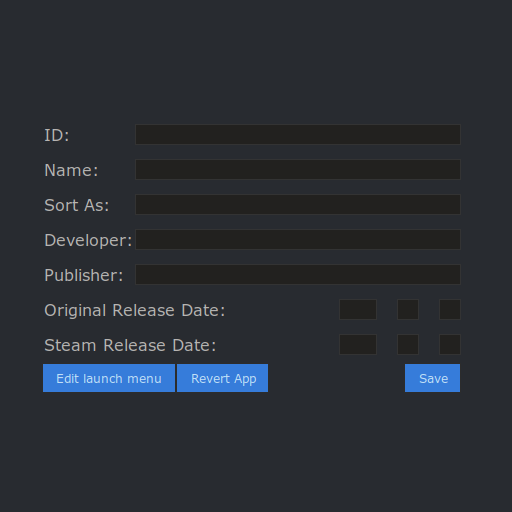 ID:
Name:
Sort As:
Developer:
Publisher:
Original Release Date:
Steam Release Date:
Edit launch menu Revert App Save